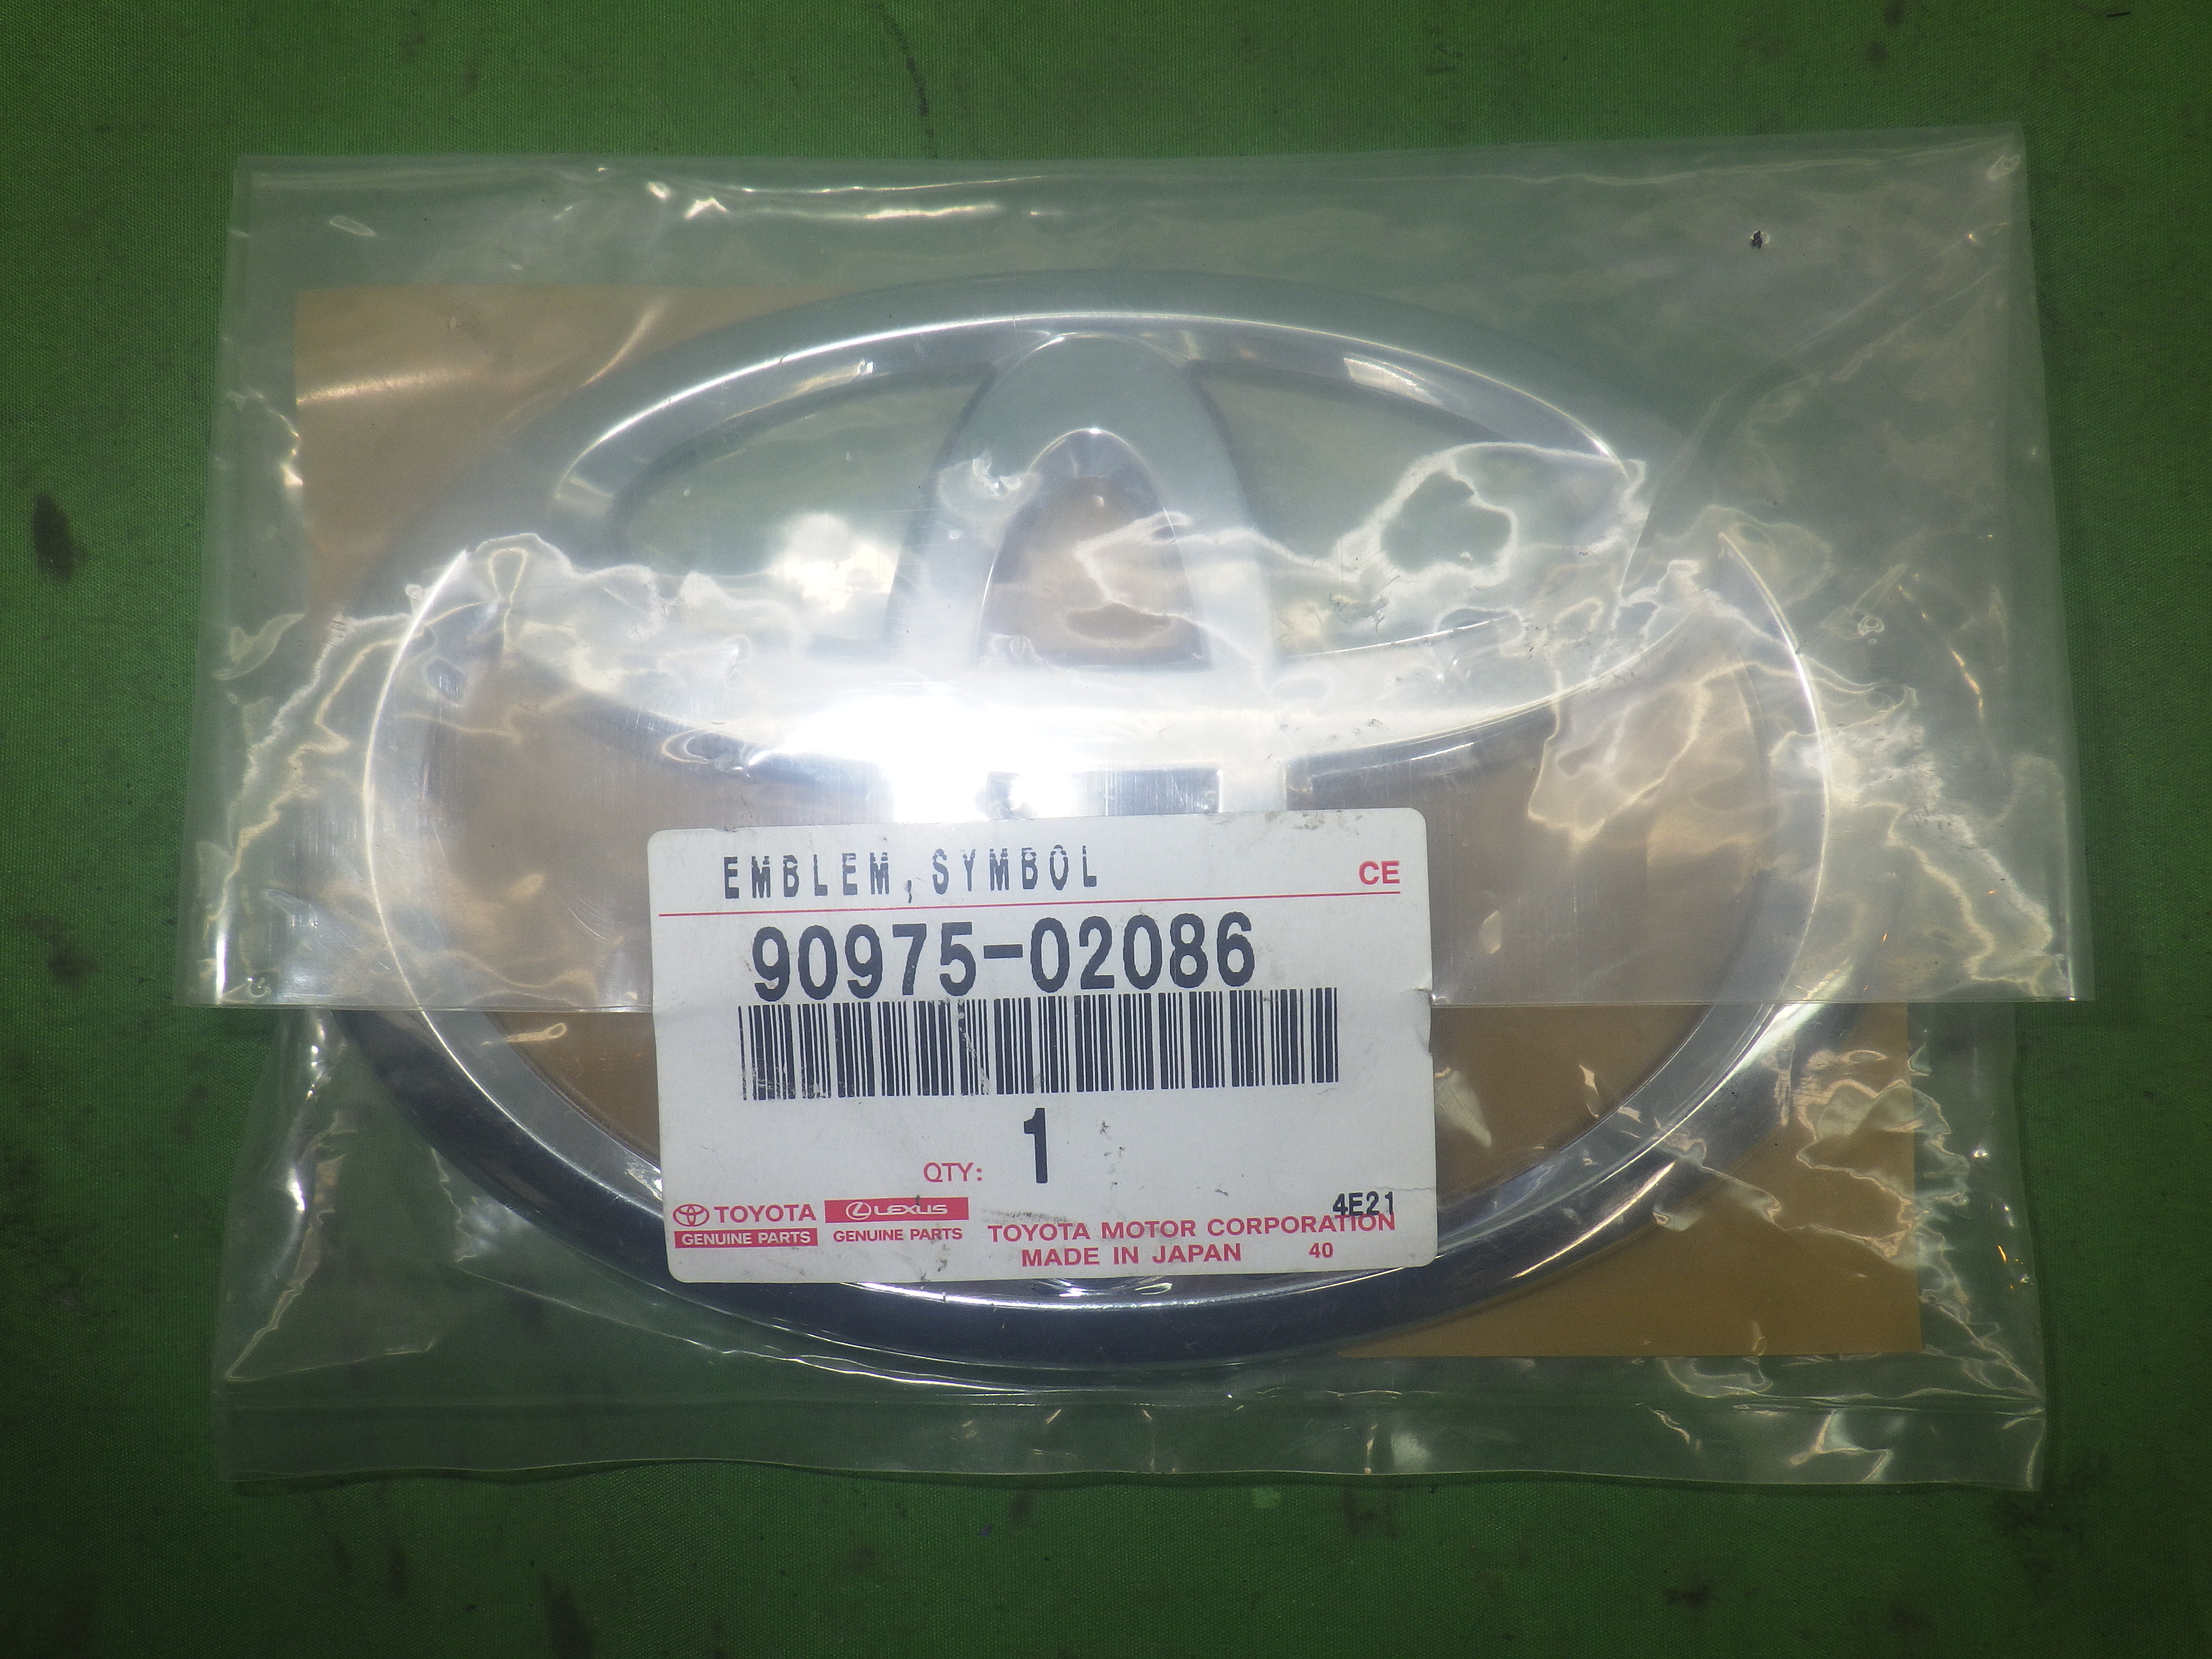 EMBLEM,SYMBOL
CE
90975-02086
1
QTY:
4E21
TOYOTA
GENUINE PARTS
LEXUS
GENUINE PARTS
TOYOTA MOTOR CORPORATION
MADE IN JAPAN 40